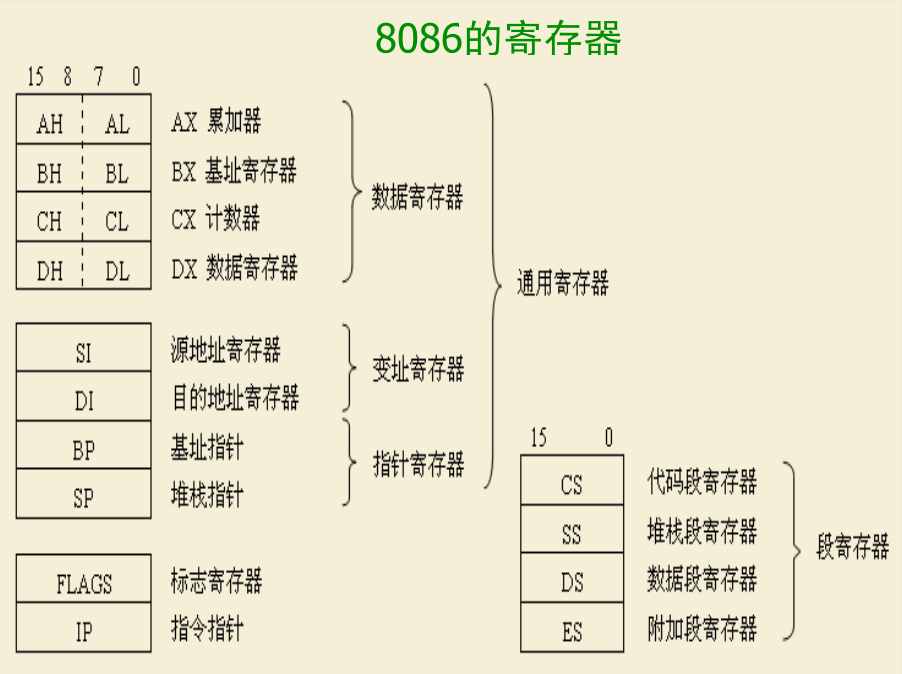 8086的寄存器
15 8 7 0
AH AL AX 累加器
BH BL BX 基址寄存器
数据寄存器
CH CL CX 计数器
DH DL DX 数据寄存器
通用寄存器
SI 源地址寄存器
变址寄存器
DI 目的地址寄存器
BP 基址指针
指针寄存器
SP 堆栈指针
15 0
CS 代码段寄存器
SS 堆栈段寄存器
段寄存器
DS 数据段寄存器
ES 附加段寄存器
FLAGS 标志寄存器
IP 指令指针